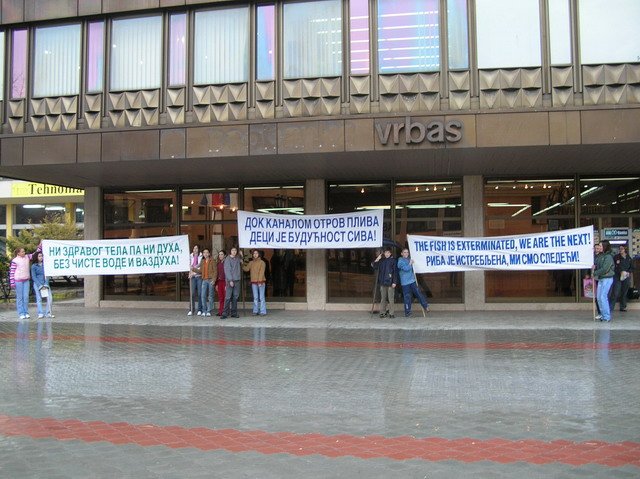 vrbas
Tehnoma
НИ ЗДРАВОГ ТЕЛА ПА НИ ДУХА,
БЕЗ ЧИСТЕ ВОДЕ И ВАЗДУХА!
ДОК КАНАЛОМ ОТРОВ ПЛИВА
ДЕЦИ ЈЕ БУДУЋНОСТ СИВА!
THE FISH IS EXTERMINATED, WE ARE THE NEXT!
РИБА ЈЕ ИСТРЕБЉЕНА, МИ СМО СЛЕДЕЋИ!